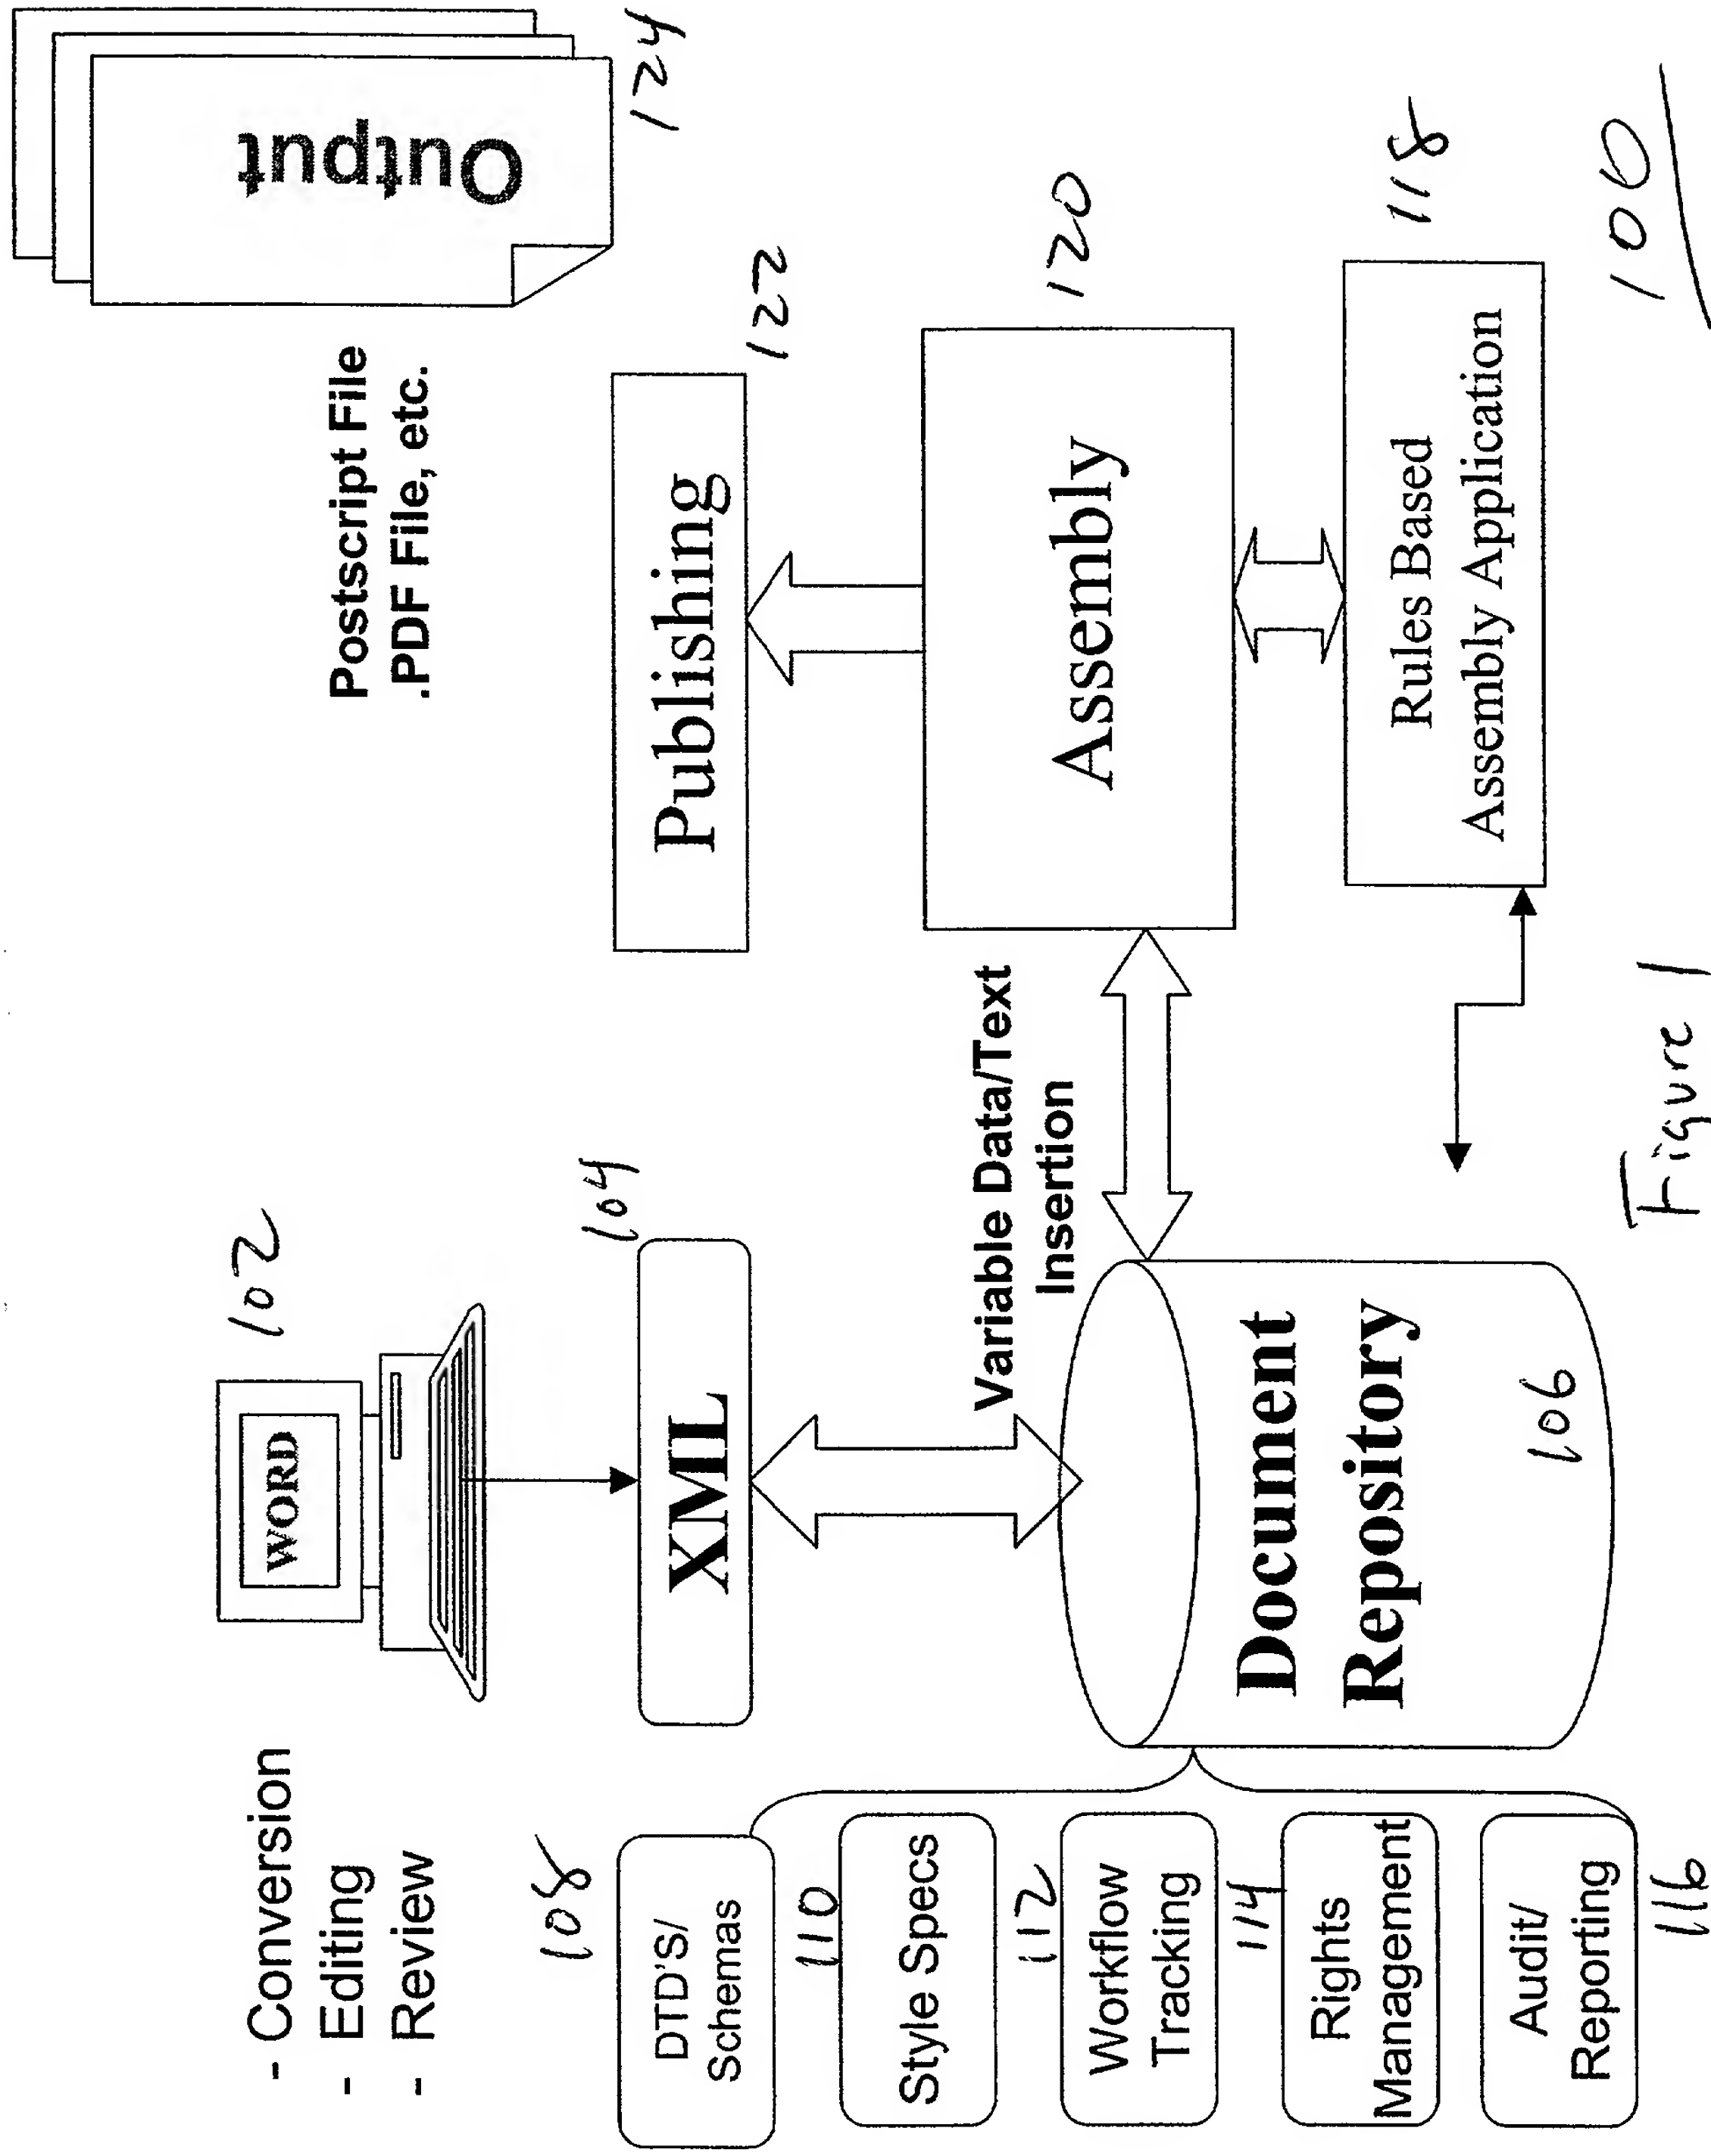 - Conversion
- Editing
- Review
WORD
102
Postscript File
.PDF File, etc.
Output
124
108
DTD'S/
Schemas
XML
104
Publishing
122
110
Style Specs
Variable Data/Text
Insertion
Assembly
120
112
Workflow
Tracking
Document
Repository
106
114
Rights
Management
Rules Based
Assembly Application
118
Audit/
Reporting
116
Figure 1
100